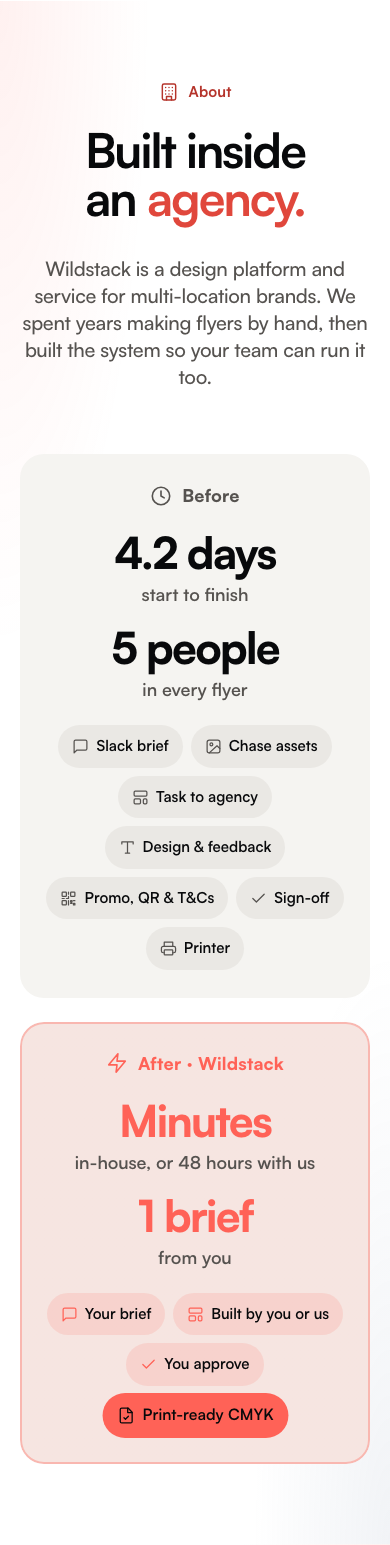 About
Built inside
an agency.
Wildstack is a design platform and
service for multi-location brands. We
spent years making flyers by hand, then
built the system so your team can run it
too.
Before
4.2 days
start to finish
5 people
in every flyer
Slack brief
Chase assets
Task to agency
Design & feedback
Promo, QR & T&Cs
Sign-off
Printer
After · Wildstack
Minutes
in-house, or 48 hours with us
1 brief
from you
Your brief
Built by you or us
You approve
Print-ready CMYK